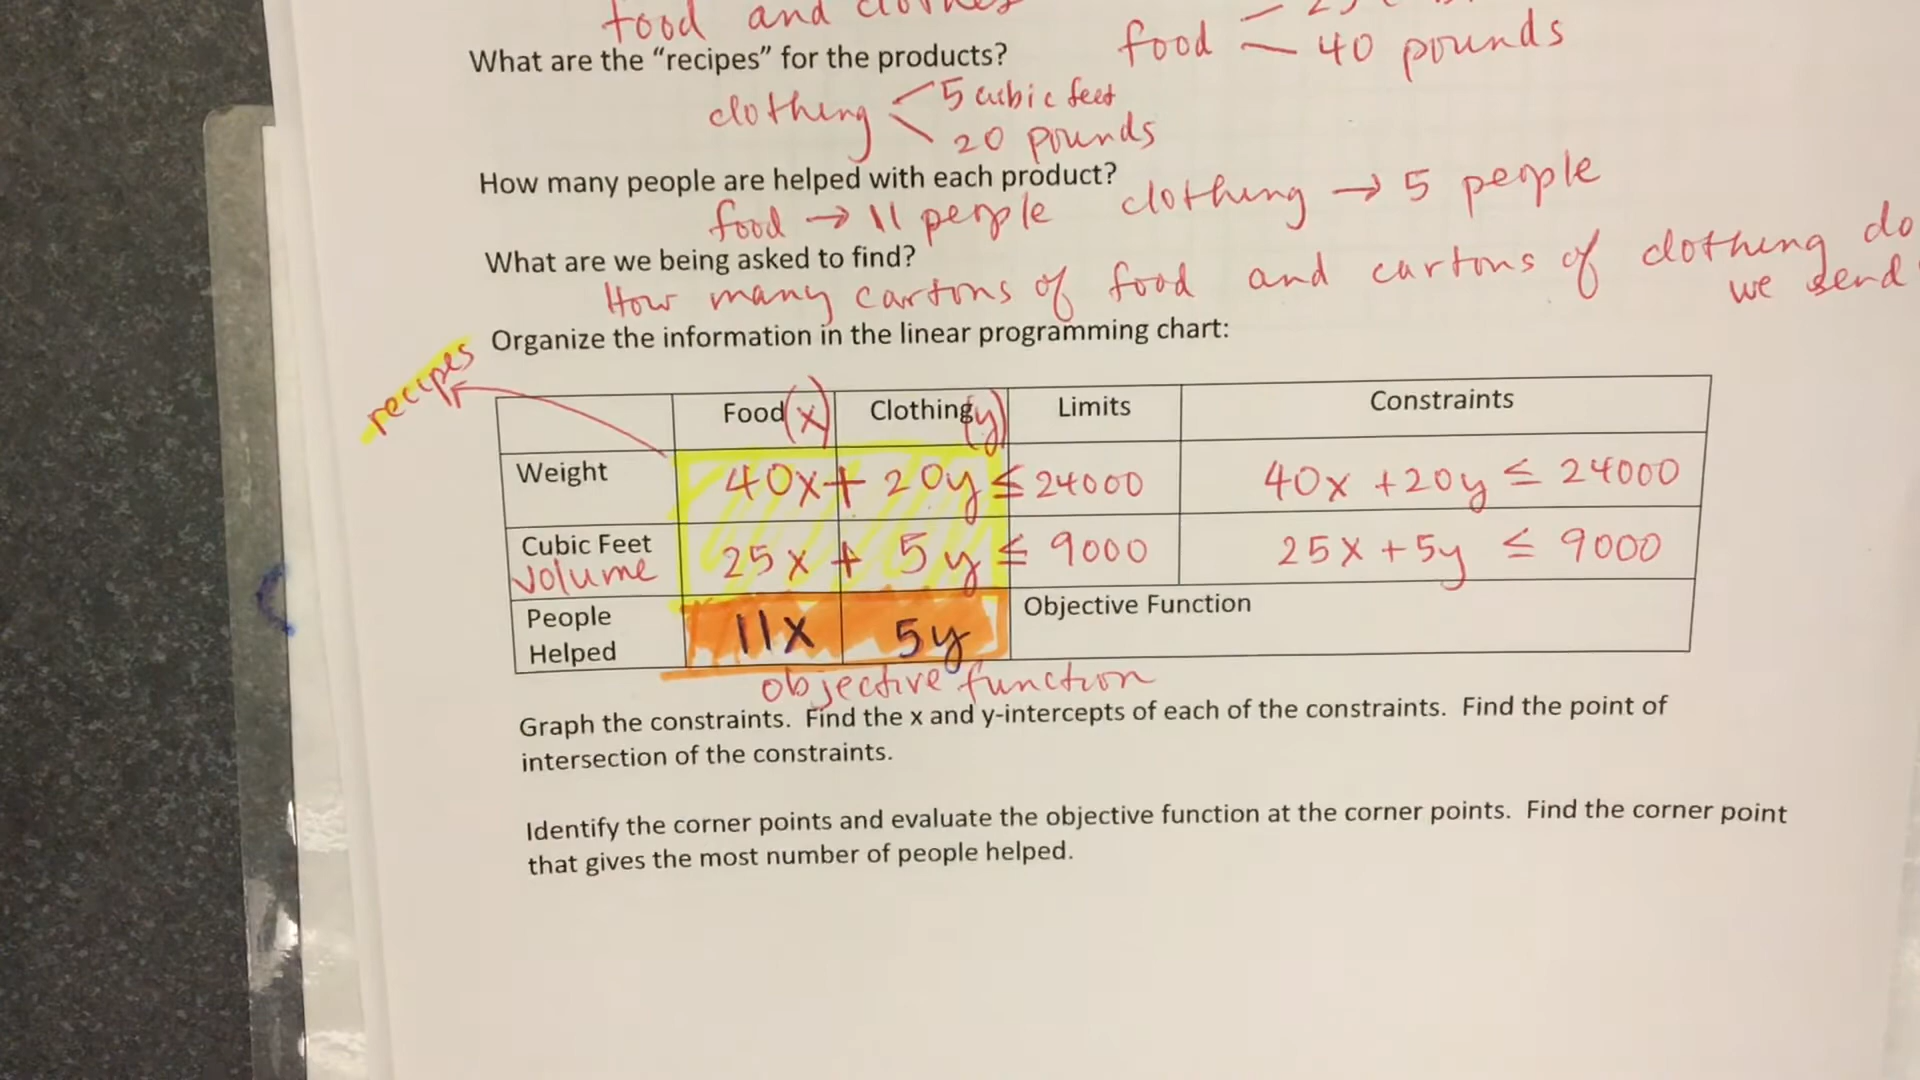 food and clothes
What are the “recipes” for the products?
food < 40 pounds
clothing < 5 cubic feet
20 pounds
How many people are helped with each product?
food → 11 people clothing → 5 people
What are we being asked to find?
How many cartons of food and cartons of clothing do
we send
Organize the information in the linear programming chart:
recipes
Food (x) Clothing (y) Limits Constraints
Weight 40x + 20y ≤ 24000 40x + 20y ≤ 24000
Cubic Feet
volume 25x + 5y ≤ 9000 25x + 5y ≤ 9000
People
Helped 11x 5y Objective Function
objective function
Graph the constraints. Find the x and y-intercepts of each of the constraints. Find the point of
intersection of the constraints.
Identify the corner points and evaluate the objective function at the corner points. Find the corner point
that gives the most number of people helped.